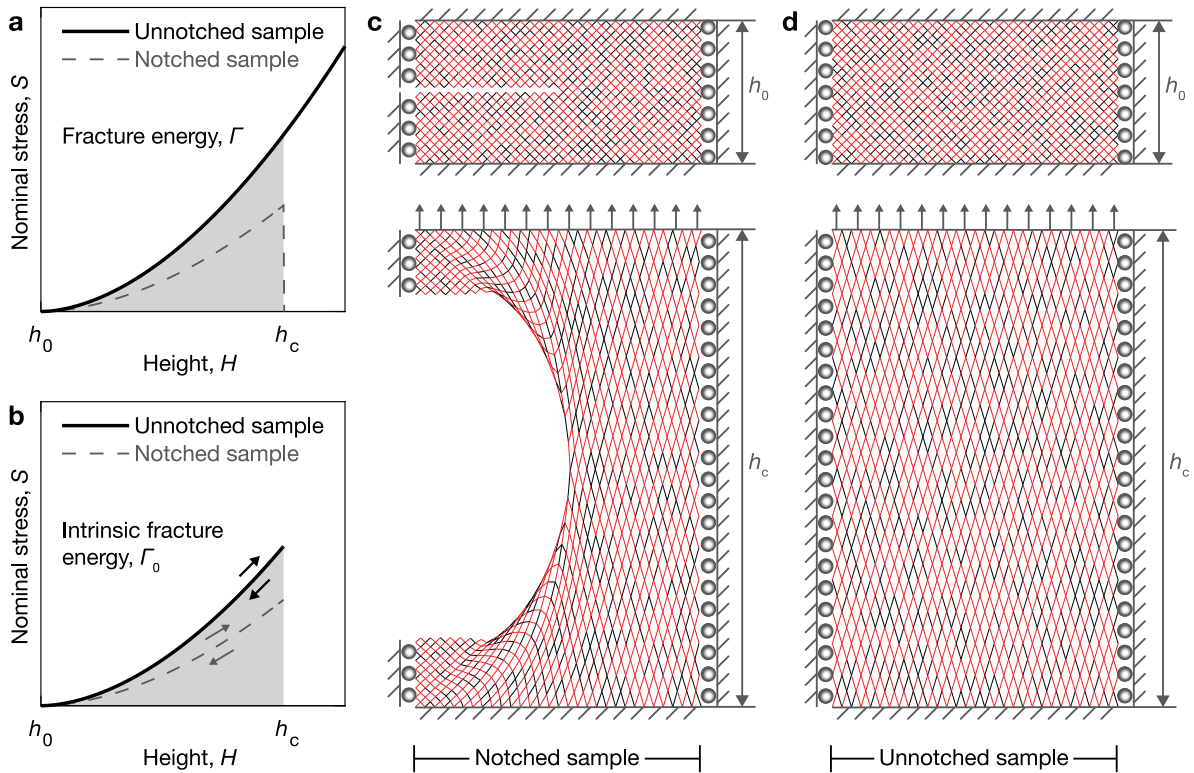 a
Unnotched sample
Notched sample
Fracture energy, Γ
Nominal stress, S
h0
hc
Height, H
b
Unnotched sample
Notched sample
Intrinsic fracture
energy, Γ0
Nominal stress, S
h0
hc
Height, H
c
h0
hc
Notched sample
d
h0
hc
Unnotched sample